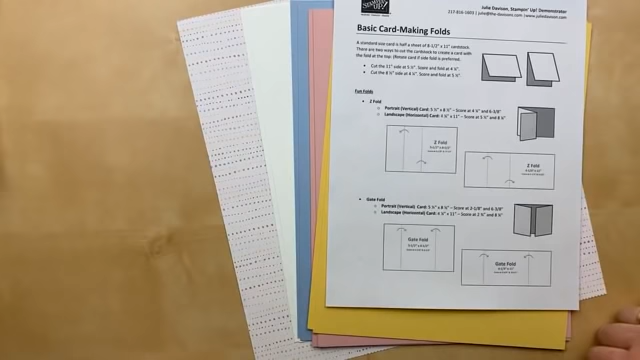 STAMPIN' UP!
Julie Davison, Stampin' Up! Demonstrator
317-816-1003 | julie@the-davisons.com | www.juliedavison.com
Basic Card-Making Folds
A standard size card is half a sheet of 8-1/2" x 11" cardstock.
There are two ways to cut the cardstock to create a card with
the fold at the top. (Rotate card if side fold is preferred.
• Cut the 11" side at 5 ½". Score and fold at 4 ¼".
• Cut the 8 ½" side at 4 ¼". Score and fold at 5 ½"
Fun Folds
• Z Fold
○ Portrait (Vertical) Card: 5 ½" x 8 ½" – Score at 4 ¼" and 6-3/8"
○ Landscape (Horizontal) Card: 4 ¼" x 11" – Score at 5 ½" and 8 ¼"
Z Fold
Z Fold
• Gate Fold
○ Portrait (Vertical) Card: 5 ½" x 8 ½" – Score at 2-1/8" and 6-3/8"
○ Landscape (Horizontal) Card: 4 ¼" x 11" – Score at 2 ¾" and 8 ¼"
Gate Fold
Gate Fold